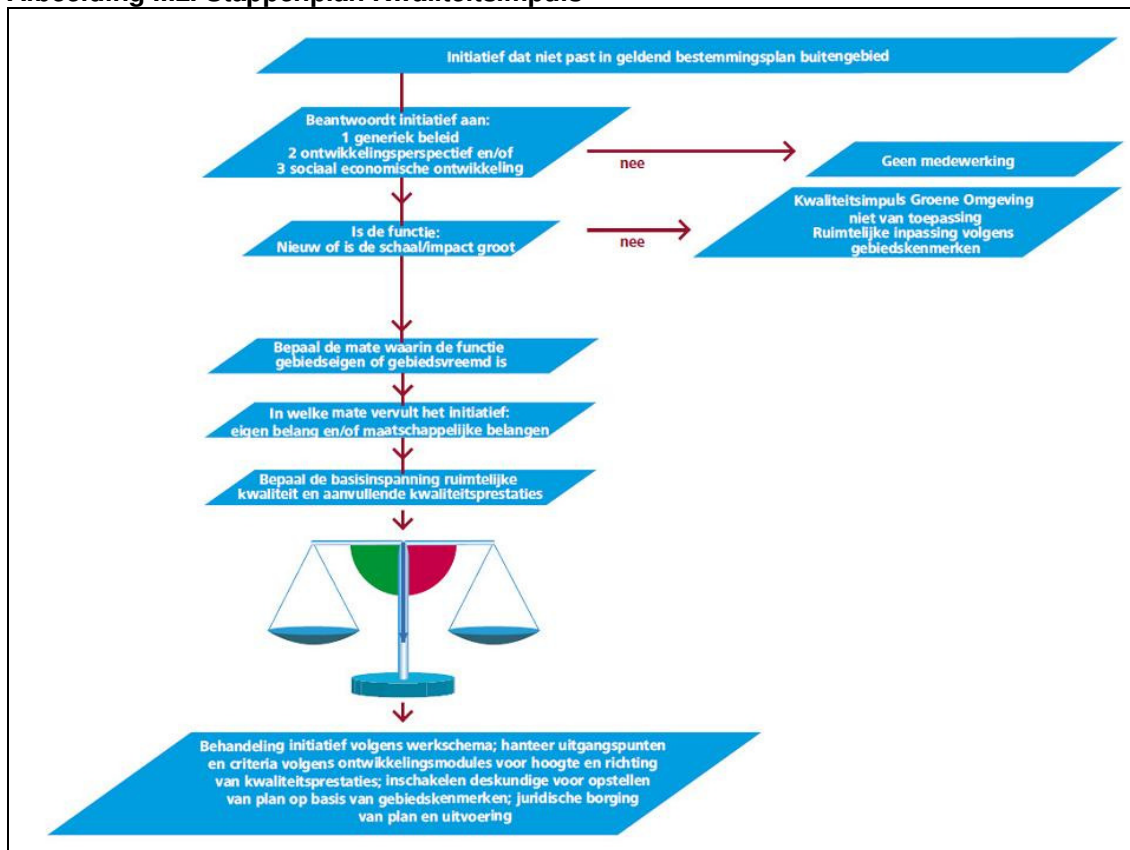 Initiatief dat niet past in geldend bestemmingsplan buitengebied
Beantwoordt initiatief aan:
1 generiek beleid
2 ontwikkelingsperspectief en/of
3 sociaal economische ontwikkeling
nee
Geen medewerking
Is de functie:
Nieuw of is de schaal/impact groot
nee
Kwaliteitsimpuls Groene Omgeving
niet van toepassing
Ruimtelijke inpassing volgens
gebiedskenmerken
Bepaal de mate waarin de functie
gebiedseigen of gebiedsvreemd is
In welke mate vervult het initiatief:
eigen belang en/of maatschappelijke belangen
Bepaal de basisinspanning ruimtelijke
kwaliteit en aanvullende kwaliteitsprestaties
Behandeling initiatief volgens werkschema; hanteer uitgangspunten
en criteria volgens ontwikkelingsmodules voor hoogte en richting
van kwaliteitsprestaties; inschakelen deskundige voor opstellen
van plan op basis van gebiedskenmerken; juridische borging
van plan en uitvoering